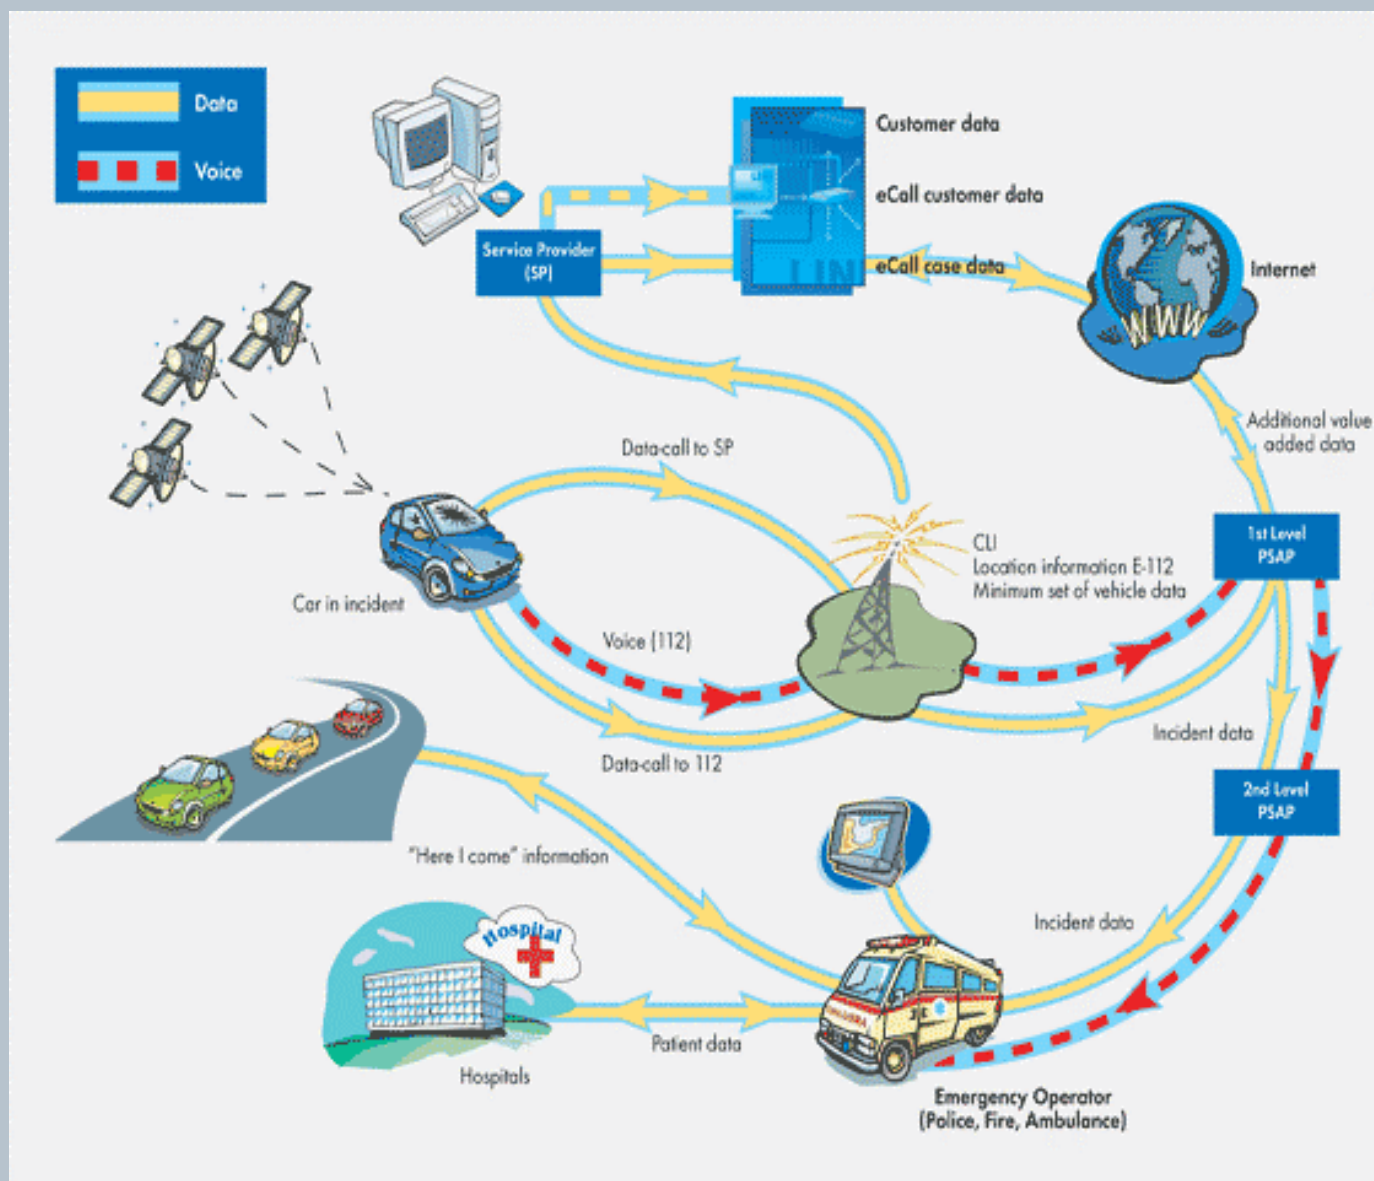 Data
Voice
Customer data
eCall customer data
eCall case data
LIN
Service Provider
(SP)
Internet
WWW
Additional value
added data
Data-call to SP
1st Level
PSAP
CLI
Location information E-112
Minimum set of vehicle data
Car in incident
Voice (112)
Incident data
Data-call to 112
2nd Level
PSAP
"Here I come" information
Incident data
Hospital
Patient data
Hospitals
Emergency Operator
(Police, Fire, Ambulance)